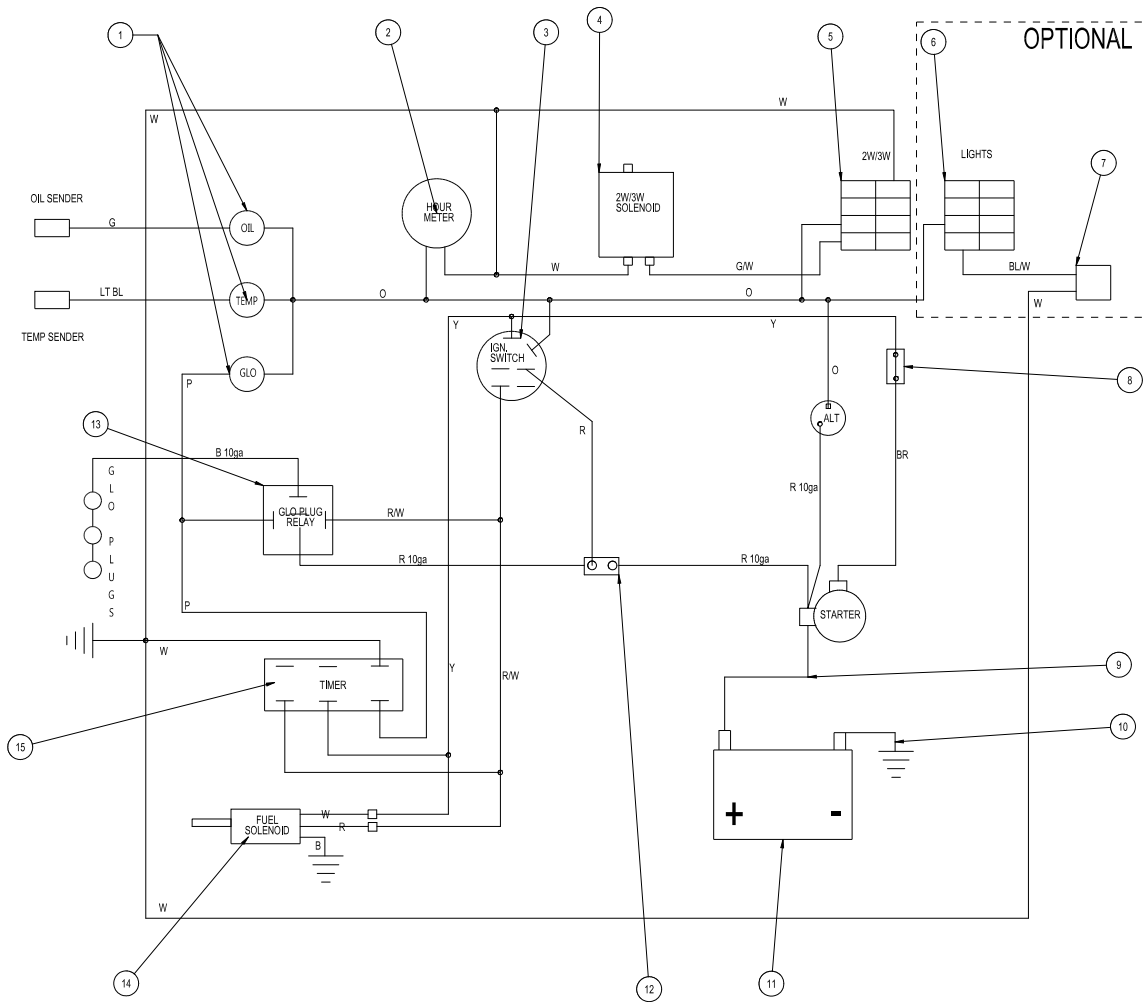 4
1
2
3
5
6
OPTIONAL
W
W
2W/3W
LIGHTS
7
OIL SENDER
G
OIL
HOUR
METER
2W/3W
SOLENOID
W
G/W
BL/W
LT BL
TEMP
O
O
W
TEMP SENDER
Y
Y
IGN.
SWITCH
GLO
P
O
8
13
R
ALT
B 10ga
BR
GLO PLUGS
R 10ga
GLO PLUG
RELAY
R/W
R 10ga
R 10ga
P
STARTER
W
Y
R/W
9
TIMER
15
10
+
-
FUEL
SOLENOID
W
R
B
W
14
12
11